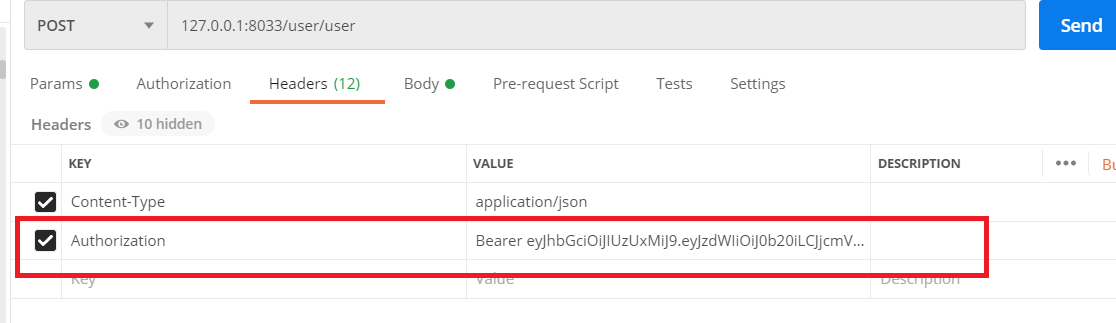 POST 127.0.0.1:8033/user/user Send
Params Authorization Headers (12) Body Pre-request Script Tests Settings
Headers 10 hidden
KEY VALUE DESCRIPTION ••• Bu
Content-Type application/json
Authorization Bearer eyJhbGciOiJIUzUxMiJ9.eyJzdWIiOiJ0b20iLCJjcmV...
Key Value Description